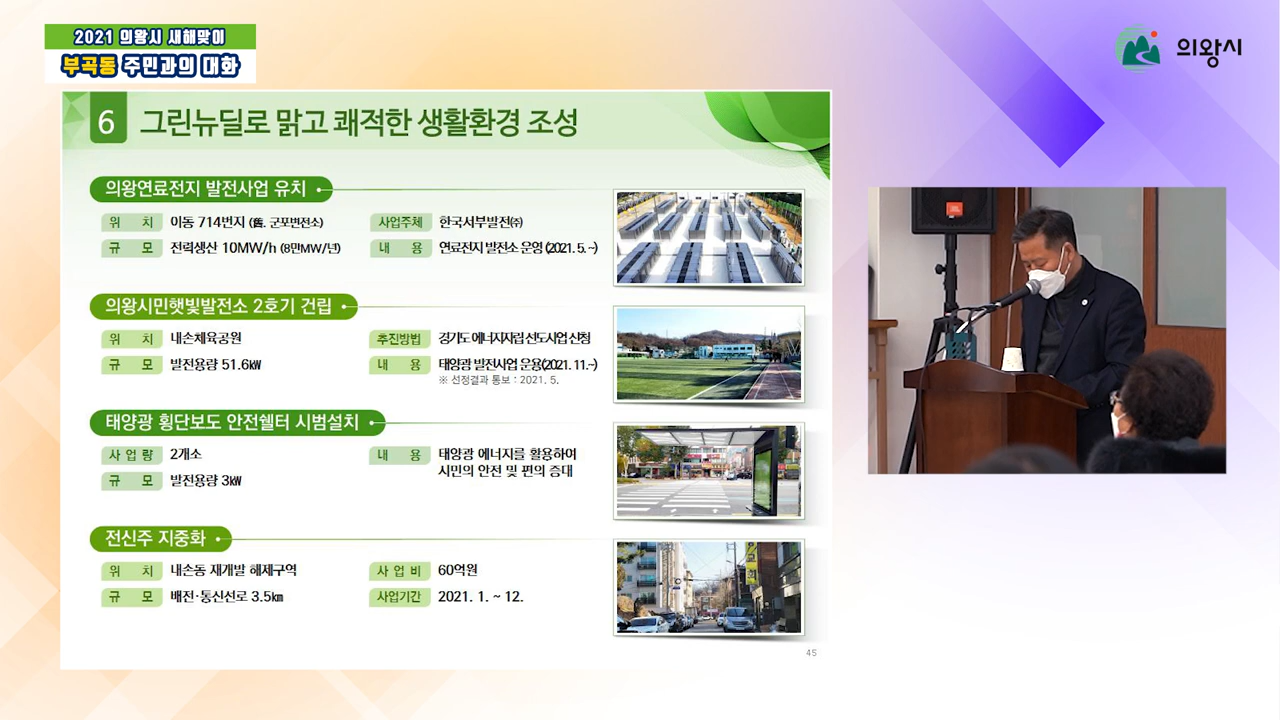 2021 의왕시 새해맞이
부곡동 주민과의 대화
의왕시
6 그린뉴딜로 맑고 쾌적한 생활환경 조성
의왕연료전지 발전사업 유치
위 치 이동 714번지 (舊. 군포변전소) 사업주체 한국서부발전㈜
규 모 전력생산 10MW/h (8만MW/년) 내 용 연료전지 발전소 운영 (2021. 5. ~)
의왕시민햇빛발전소 2호기 건립
위 치 내손체육공원 추진방법 경기도 에너지자립 선도사업 신청
규 모 발전용량 51.6㎾ 내 용 태양광 발전사업 운용(2021. 11. ~)
※ 선정결과 통보 : 2021. 5.
태양광 횡단보도 안전쉘터 시범설치
사 업 량 2개소 내 용 태양광 에너지를 활용하여
시민의 안전 및 편의 증대
규 모 발전용량 3㎾
전신주 지중화
위 치 내손동 재개발 해제구역 사 업 비 60억원
규 모 배전·통신선로 3.5㎞ 사업기간 2021. 1. ~ 12.
45